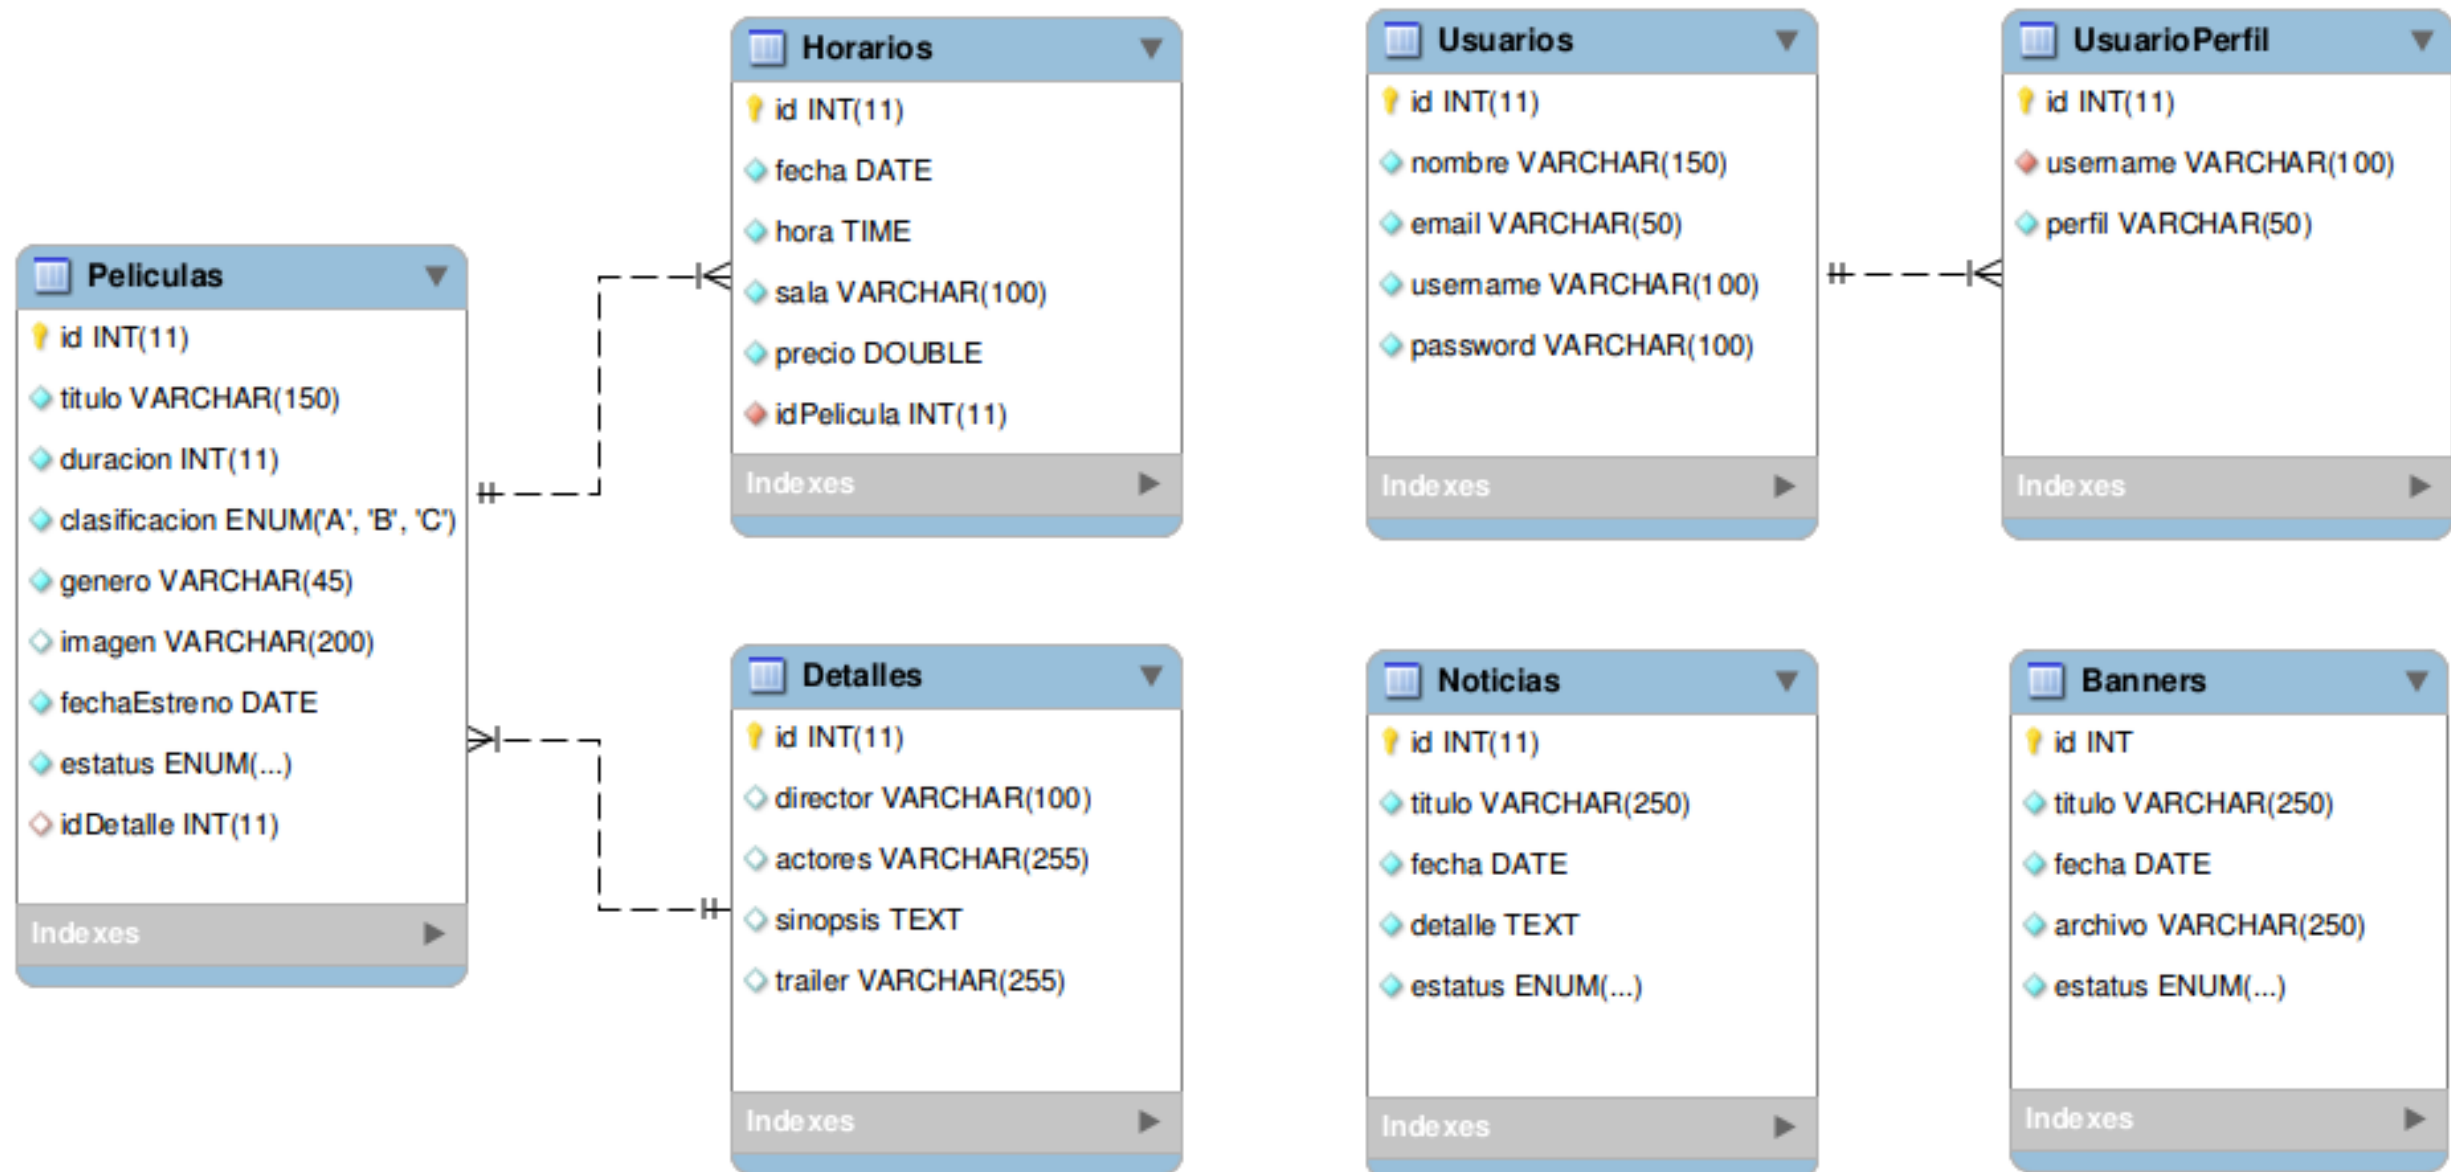 Peliculas
id INT(11)
titulo VARCHAR(150)
duracion INT(11)
clasificacion ENUM('A', 'B', 'C')
genero VARCHAR(45)
imagen VARCHAR(200)
fechaEstreno DATE
estatus ENUM(...)
idDetalle INT(11)
Indexes
Horarios
id INT(11)
fecha DATE
hora TIME
sala VARCHAR(100)
precio DOUBLE
idPelicula INT(11)
Indexes
Detalles
id INT(11)
director VARCHAR(100)
actores VARCHAR(255)
sinopsis TEXT
trailer VARCHAR(255)
Indexes
Usuarios
id INT(11)
nombre VARCHAR(150)
email VARCHAR(50)
username VARCHAR(100)
password VARCHAR(100)
Indexes
UsuarioPerfil
id INT(11)
username VARCHAR(100)
perfil VARCHAR(50)
Indexes
Noticias
id INT(11)
titulo VARCHAR(250)
fecha DATE
detalle TEXT
estatus ENUM(...)
Indexes
Banners
id INT
titulo VARCHAR(250)
fecha DATE
archivo VARCHAR(250)
estatus ENUM(...)
Indexes